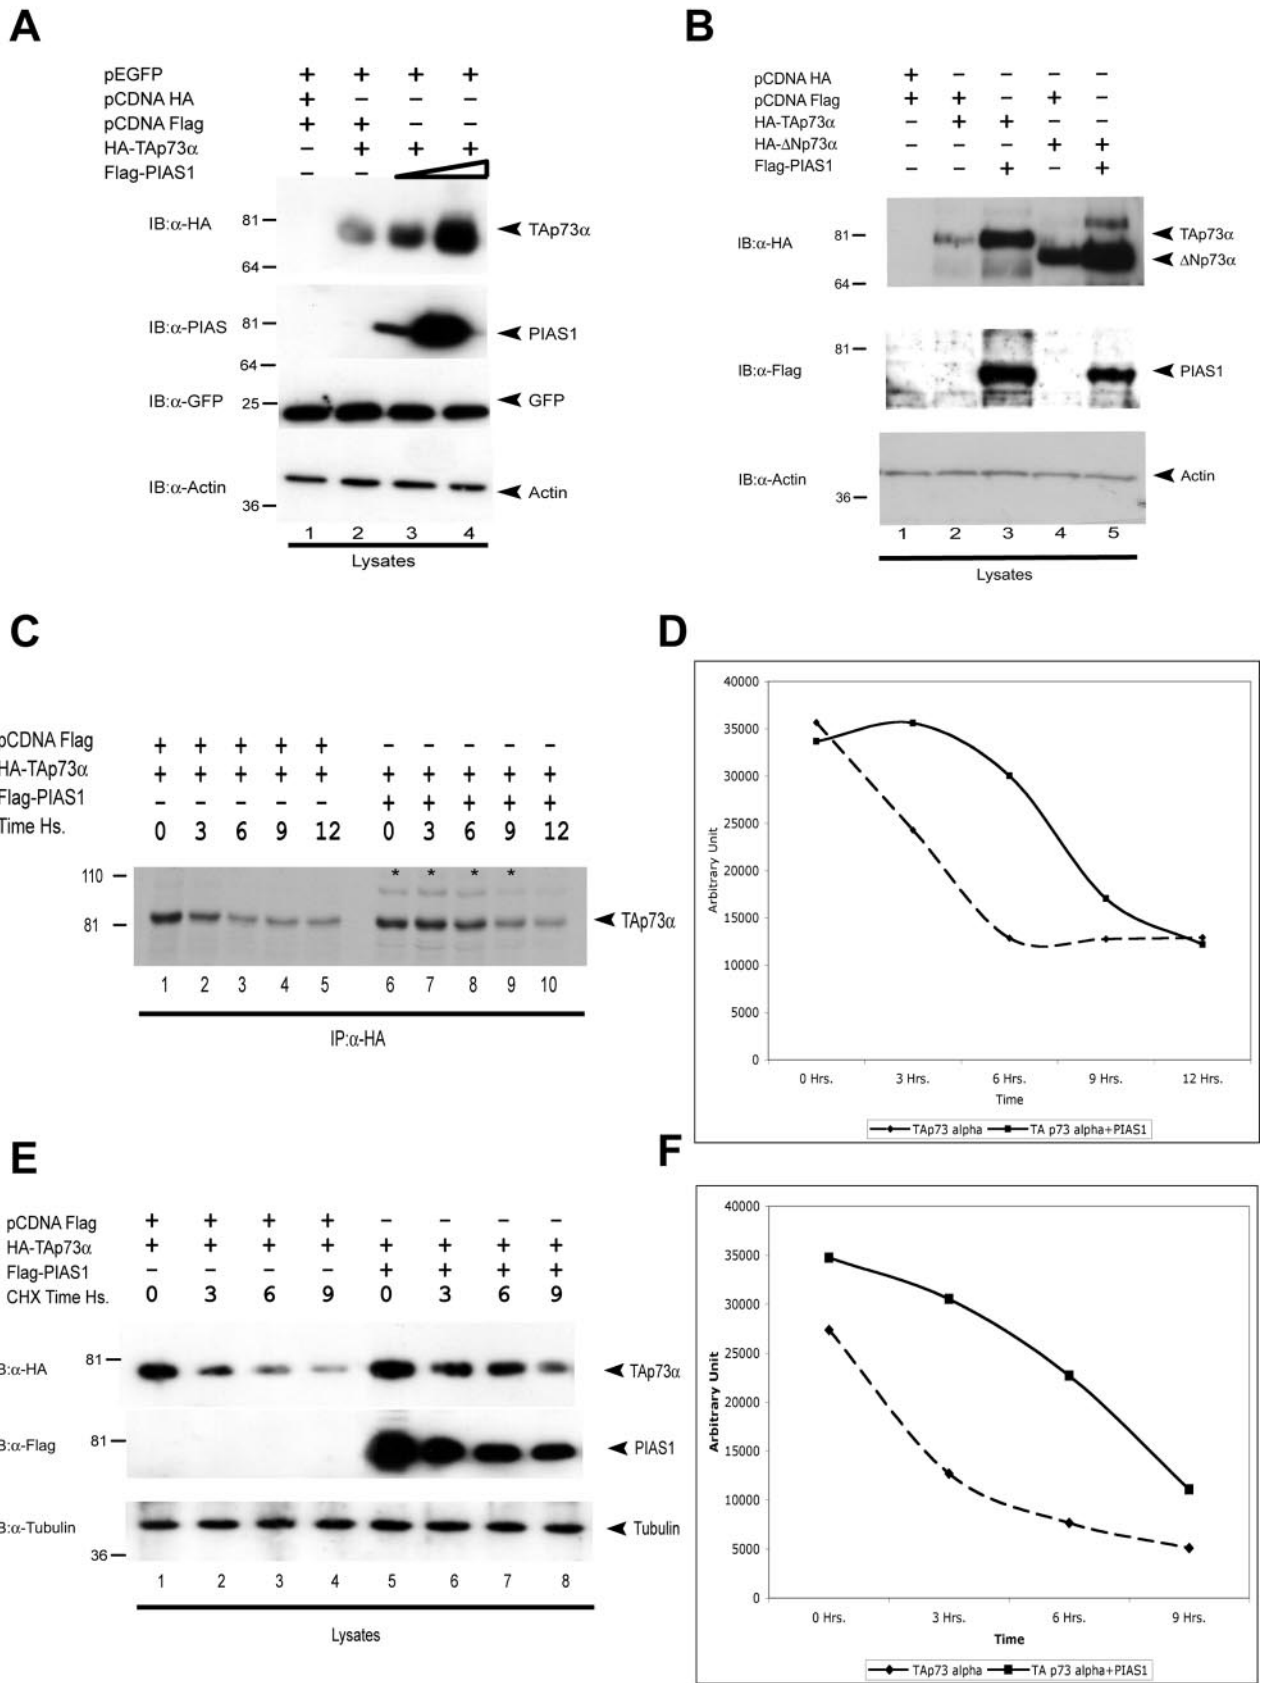 A
pEGFP + + + +
pCDNA HA + – – –
pCDNA Flag + + – –
HA-TAp73α – + + +
Flag-PIAS1 – –
IB:α-HA 81 TAp73α
64
IB:α-PIAS 81 PIAS1
64
IB:α-GFP 25 GFP
IB:α-Actin Actin
36
1 2 3 4
Lysates
B
pCDNA HA + – – – –
pCDNA Flag + + – + –
HA-TAp73α – + + – –
HA-ΔNp73α – – – + +
Flag-PIAS1 – – + – +
IB:α-HA 81 TAp73α
ΔNp73α
64
81
IB:α-Flag PIAS1
IB:α-Actin Actin
36
1 2 3 4 5
Lysates
C
pCDNA Flag + + + + + – – – – –
HA-TAp73α + + + + + + + + + +
Flag-PIAS1 – – – – – + + + + +
Time Hs. 0 3 6 9 12 0 3 6 9 12
110 * * * *
81 TAp73α
1 2 3 4 5 6 7 8 9 10
IP:α-HA
D
40000
35000
30000
25000
20000
15000
10000
5000
0
Arbitrary Unit
0 Hrs. 3 Hrs. 6 Hrs. 9 Hrs. 12 Hrs.
Time
TAp73 alpha TA p73 alpha+PIAS1
E
pCDNA Flag + + + + – – – –
HA-TAp73α + + + + + + + +
Flag-PIAS1 – – – – + + + +
CHX Time Hs. 0 3 6 9 0 3 6 9
B:α-HA 81 TAp73α
B:α-Flag 81 PIAS1
B:α-Tubulin Tubulin
36
1 2 3 4 5 6 7 8
Lysates
F
40000
35000
30000
25000
20000
15000
10000
5000
0
Arbitrary Unit
0 Hrs. 3 Hrs. 6 Hrs. 9 Hrs.
Time
TAp73 alpha TA p73 alpha+PIAS1